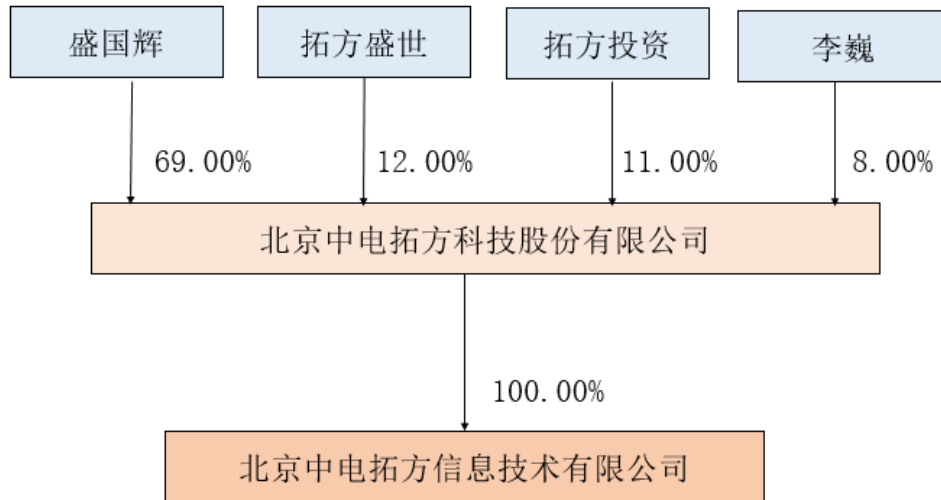 盛国辉
拓方盛世
拓方投资
李巍
69.00%
12.00%
11.00%
8.00%
北京中电拓方科技股份有限公司
100.00%
北京中电拓方信息技术有限公司